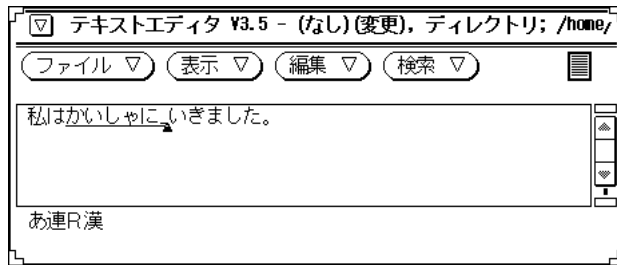 テキストエディタ V3.5 - (なし)(変更), ディレクトリ; /home/
ファイル ▽ 表示 ▽ 編集 ▽ 検索 ▽
私はかいしゃに いきました。
あ連R漢